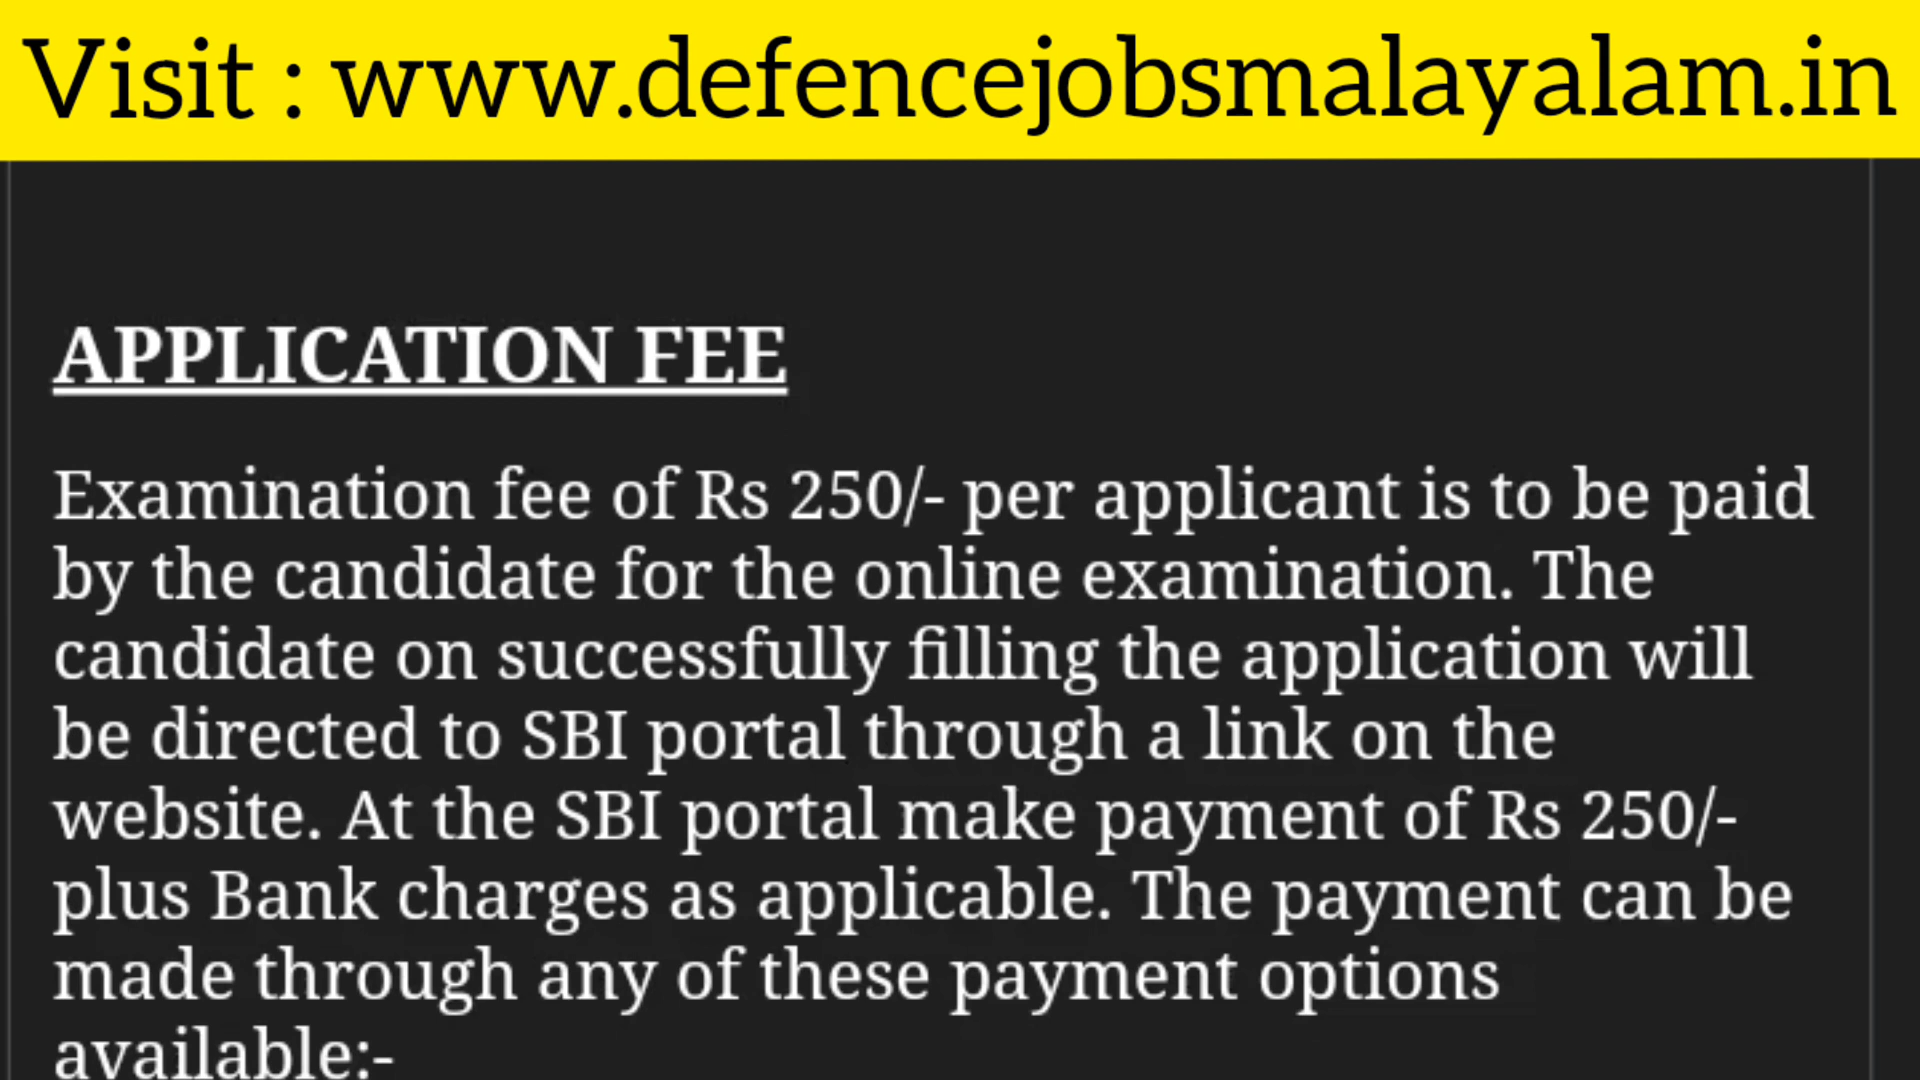 Visit : www.defencejobsmalayalam.in
APPLICATION FEE
Examination fee of Rs 250/- per applicant is to be paid
by the candidate for the online examination. The
candidate on successfully filling the application will
be directed to SBI portal through a link on the
website. At the SBI portal make payment of Rs 250/-
plus Bank charges as applicable. The payment can be
made through any of these payment options
available:-